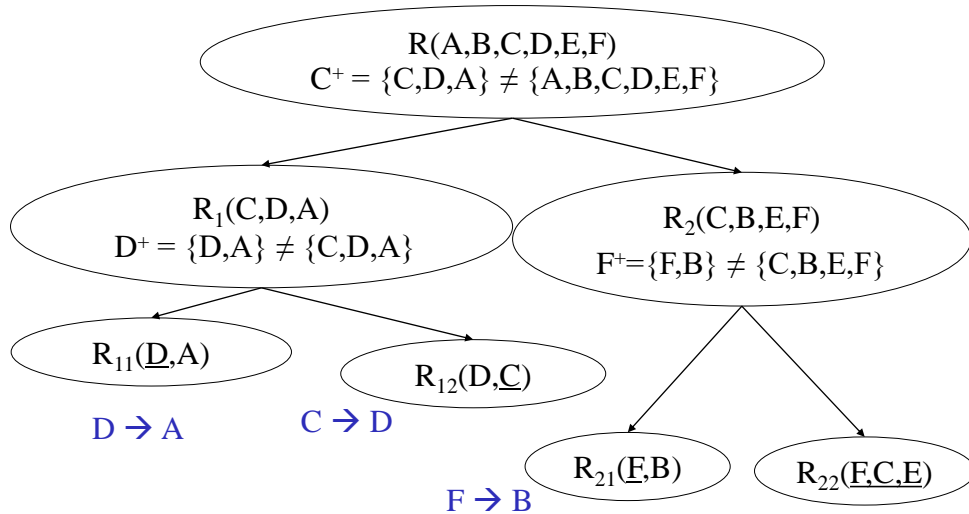 R(A,B,C,D,E,F)
C⁺ = {C,D,A} ≠ {A,B,C,D,E,F}
R₁(C,D,A)
D⁺ = {D,A} ≠ {C,D,A}
R₂(C,B,E,F)
F⁺={F,B} ≠ {C,B,E,F}
R₁₁(D,A)
R₁₂(D,C)
D → A
C → D
R₂₁(F,B)
R₂₂(F,C,E)
F → B